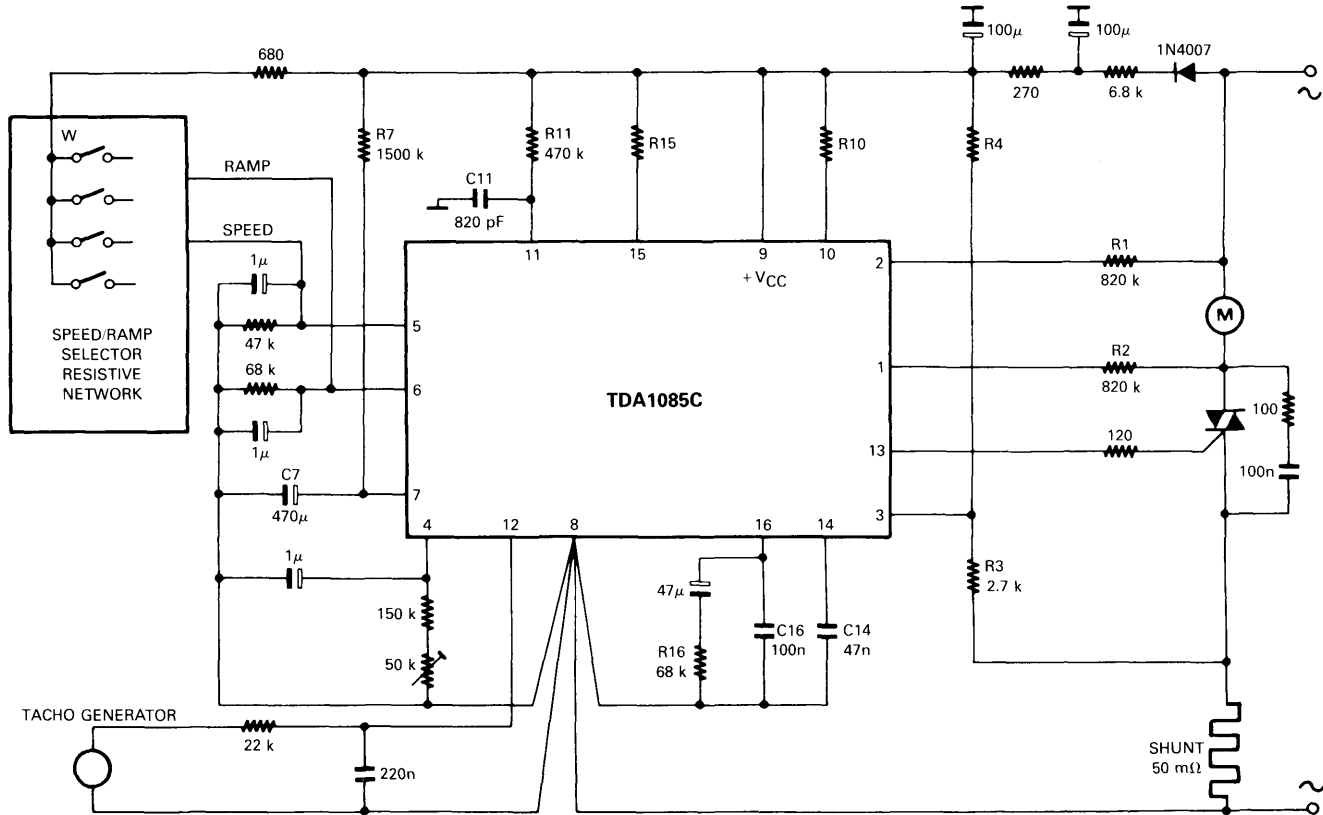 100μ
100μ
680
1N4007
270
6.8 k
W
R7
1500 k
R11
470 k
R15
R10
R4
RAMP
C11
820 pF
SPEED
11
15
9
10
+VCC
2
R1
820 k
1μ
5
47 k
M
SPEED/RAMP
SELECTOR
RESISTIVE
NETWORK
68 k
6
1
R2
820 k
TDA1085C
100
1μ
13
120
100n
C7
470μ
7
3
4
12
8
16
14
1μ
R3
2.7 k
47μ
150 k
C16
100n
C14
47n
50 k
R16
68 k
TACHO GENERATOR
22 k
220n
SHUNT
50 mΩ